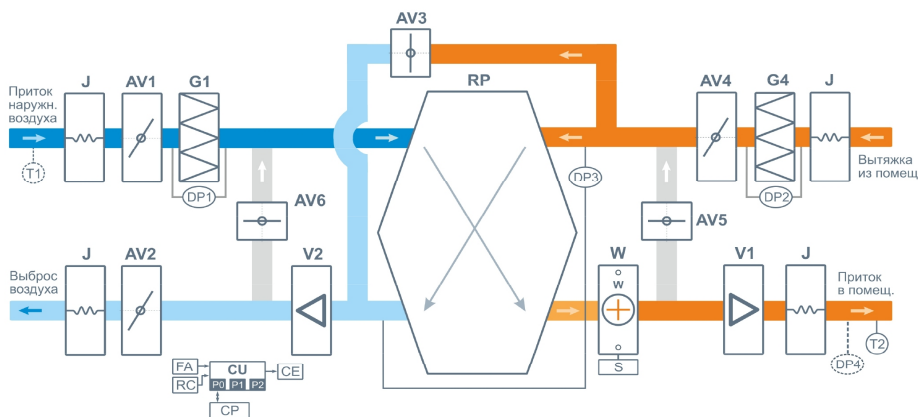 AV3
J
AV1
G1
RP
AV4
G4
J
Приток
наружн.
воздуха
T1
DP1
DP3
DP2
Вытяжка
из помещ
AV6
AV5
J
AV2
V2
W
V1
J
Выброс
воздуха
w
Приток
в помещ.
T2
DP4
S
FA
CU
CE
RC
P0 P1 P2
CP